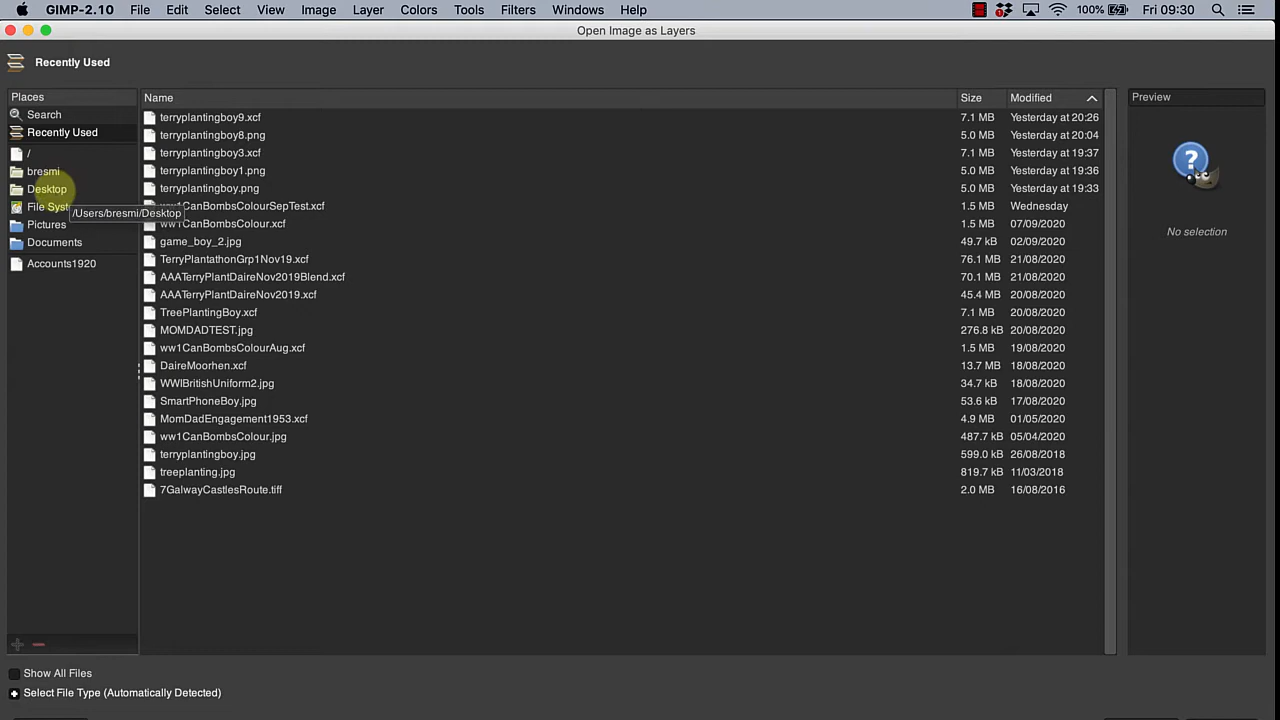 GIMP-2.10 File Edit Select View Image Layer Colors Tools Filters Windows Help 100% Fri 09:30
Open Image as Layers
Recently Used
Places
Search
Recently Used
/
bresmi
Desktop
File Syst
/Users/bresmi/Desktop
Pictures
Documents
Accounts1920
Name Size Modified
terryplantingboy9.xcf 7.1 MB Yesterday at 20:26
terryplantingboy8.png 5.0 MB Yesterday at 20:04
terryplantingboy3.xcf 7.1 MB Yesterday at 19:37
terryplantingboy1.png 5.0 MB Yesterday at 19:36
terryplantingboy.png 5.0 MB Yesterday at 19:33
ww1CanBombsColourSepTest.xcf 1.5 MB Wednesday
ww1CanBombsColour.xcf 1.5 MB 07/09/2020
game_boy_2.jpg 49.7 kB 02/09/2020
TerryPlantathonGrp1Nov19.xcf 76.1 MB 21/08/2020
AAATerryPlantDaireNov2019Blend.xcf 70.1 MB 21/08/2020
AAATerryPlantDaireNov2019.xcf 45.4 MB 20/08/2020
TreePlantingBoy.xcf 7.1 MB 20/08/2020
MOMDADTEST.jpg 276.8 kB 20/08/2020
ww1CanBombsColourAug.xcf 1.5 MB 19/08/2020
DaireMoorhen.xcf 13.7 MB 18/08/2020
WWIBritishUniform2.jpg 34.7 kB 18/08/2020
SmartPhoneBoy.jpg 53.6 kB 17/08/2020
MomDadEngagement1953.xcf 4.9 MB 01/05/2020
ww1CanBombsColour.jpg 487.7 kB 05/04/2020
terryplantingboy.jpg 599.0 kB 26/08/2018
treeplanting.jpg 819.7 kB 11/03/2018
7GalwayCastlesRoute.tiff 2.0 MB 16/08/2016
Preview
No selection
Show All Files
Select File Type (Automatically Detected)